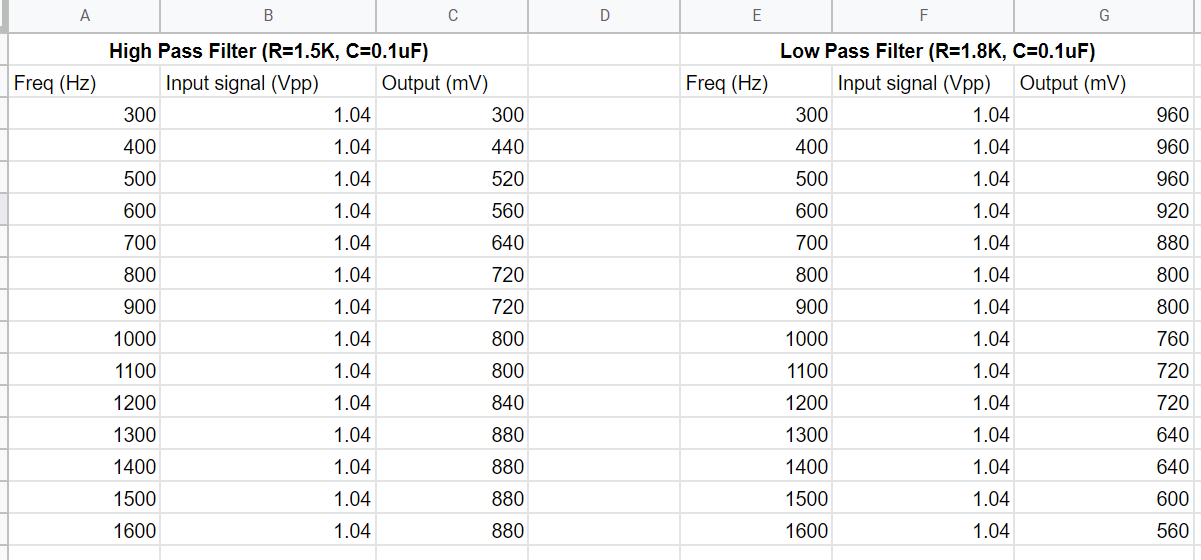 A B C D E F G
High Pass Filter (R=1.5K, C=0.1uF) Low Pass Filter (R=1.8K, C=0.1uF)
Freq (Hz) Input signal (Vpp) Output (mV) Freq (Hz) Input signal (Vpp) Output (mV)
300 1.04 300 300 1.04 960
400 1.04 440 400 1.04 960
500 1.04 520 500 1.04 960
600 1.04 560 600 1.04 920
700 1.04 640 700 1.04 880
800 1.04 720 800 1.04 800
900 1.04 720 900 1.04 800
1000 1.04 800 1000 1.04 760
1100 1.04 800 1100 1.04 720
1200 1.04 840 1200 1.04 720
1300 1.04 880 1300 1.04 640
1400 1.04 880 1400 1.04 640
1500 1.04 880 1500 1.04 600
1600 1.04 880 1600 1.04 560